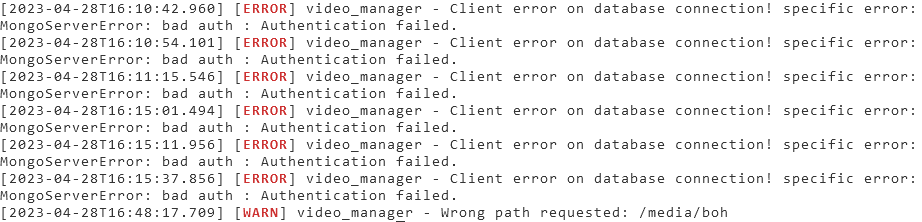 [2023-04-28T16:10:42.960] [ERROR] video_manager - Client error on database connection! specific error:
MongoServerError: bad auth : Authentication failed.
[2023-04-28T16:10:54.101] [ERROR] video_manager - Client error on database connection! specific error:
MongoServerError: bad auth : Authentication failed.
[2023-04-28T16:11:15.546] [ERROR] video_manager - Client error on database connection! specific error:
MongoServerError: bad auth : Authentication failed.
[2023-04-28T16:15:01.494] [ERROR] video_manager - Client error on database connection! specific error:
MongoServerError: bad auth : Authentication failed.
[2023-04-28T16:15:11.956] [ERROR] video_manager - Client error on database connection! specific error:
MongoServerError: bad auth : Authentication failed.
[2023-04-28T16:15:37.856] [ERROR] video_manager - Client error on database connection! specific error:
MongoServerError: bad auth : Authentication failed.
[2023-04-28T16:48:17.709] [WARN] video_manager - Wrong path requested: /media/boh